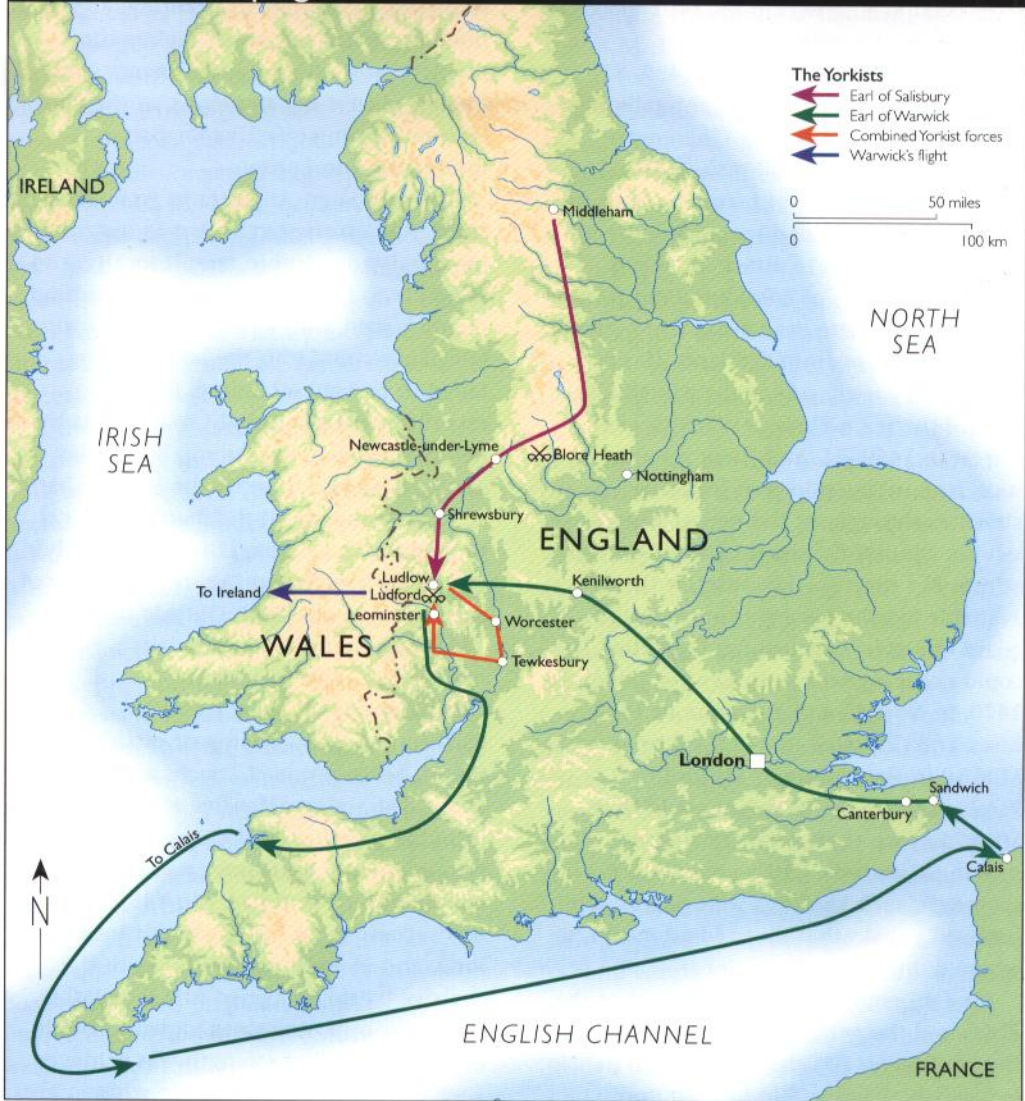 The Yorkists
Earl of Salisbury
Earl of Warwick
Combined Yorkist forces
Warwick's flight
0 50 miles
0 100 km
IRELAND
Middleham
NORTH
SEA
IRISH
SEA
Newcastle-under-Lyme
Blore Heath
Nottingham
Shrewsbury
ENGLAND
Ludlow
Kenilworth
To Ireland
Ludford
Leominster
Worcester
WALES
Tewkesbury
London
Sandwich
Canterbury
To Calais
Calais
N
ENGLISH CHANNEL
FRANCE